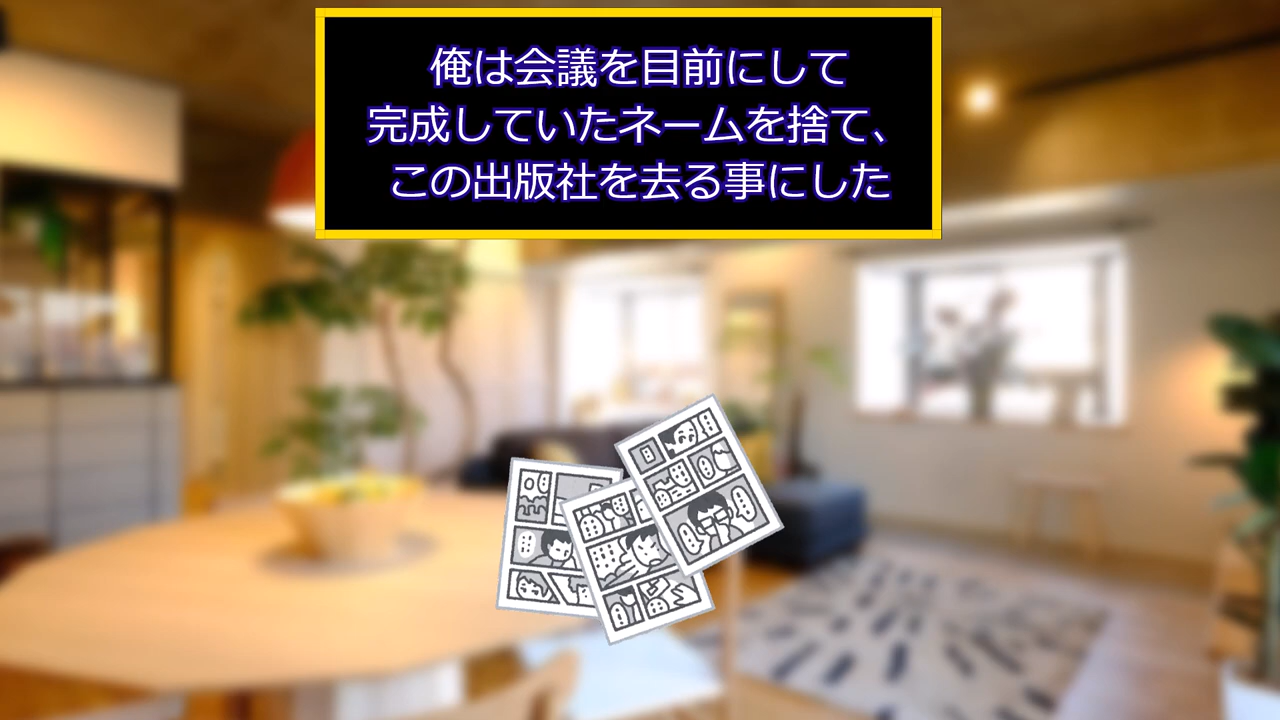 俺は会議を目前にして
完成していたネームを捨て、
この出版社を去る事にした